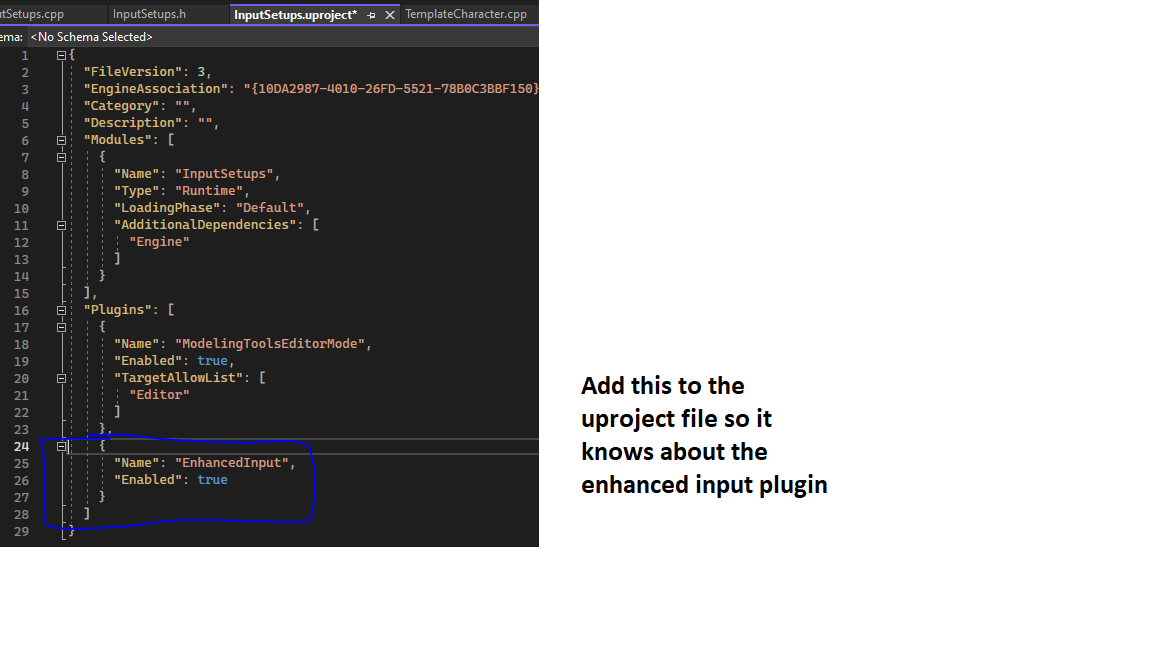 tSetups.cpp InputSetups.h InputSetups.uproject* TemplateCharacter.cpp
ema: <No Schema Selected>
1 {
2 "FileVersion": 3,
3 "EngineAssociation": "{10DA2987-4010-26FD-5521-78B0C3BBF150}
4 "Category": "",
5 "Description": "",
6 "Modules": [
7 {
8 "Name": "InputSetups",
9 "Type": "Runtime",
10 "LoadingPhase": "Default",
11 "AdditionalDependencies": [
12 "Engine"
13 ]
14 }
15 ],
16 "Plugins": [
17 {
18 "Name": "ModelingToolsEditorMode",
19 "Enabled": true,
20 "TargetAllowList": [
21 "Editor"
22 ]
23 },
24 {
25 "Name": "EnhancedInput",
26 "Enabled": true
27 }
28 ]
29 }
Add this to the
uproject file so it
knows about the
enhanced input plugin